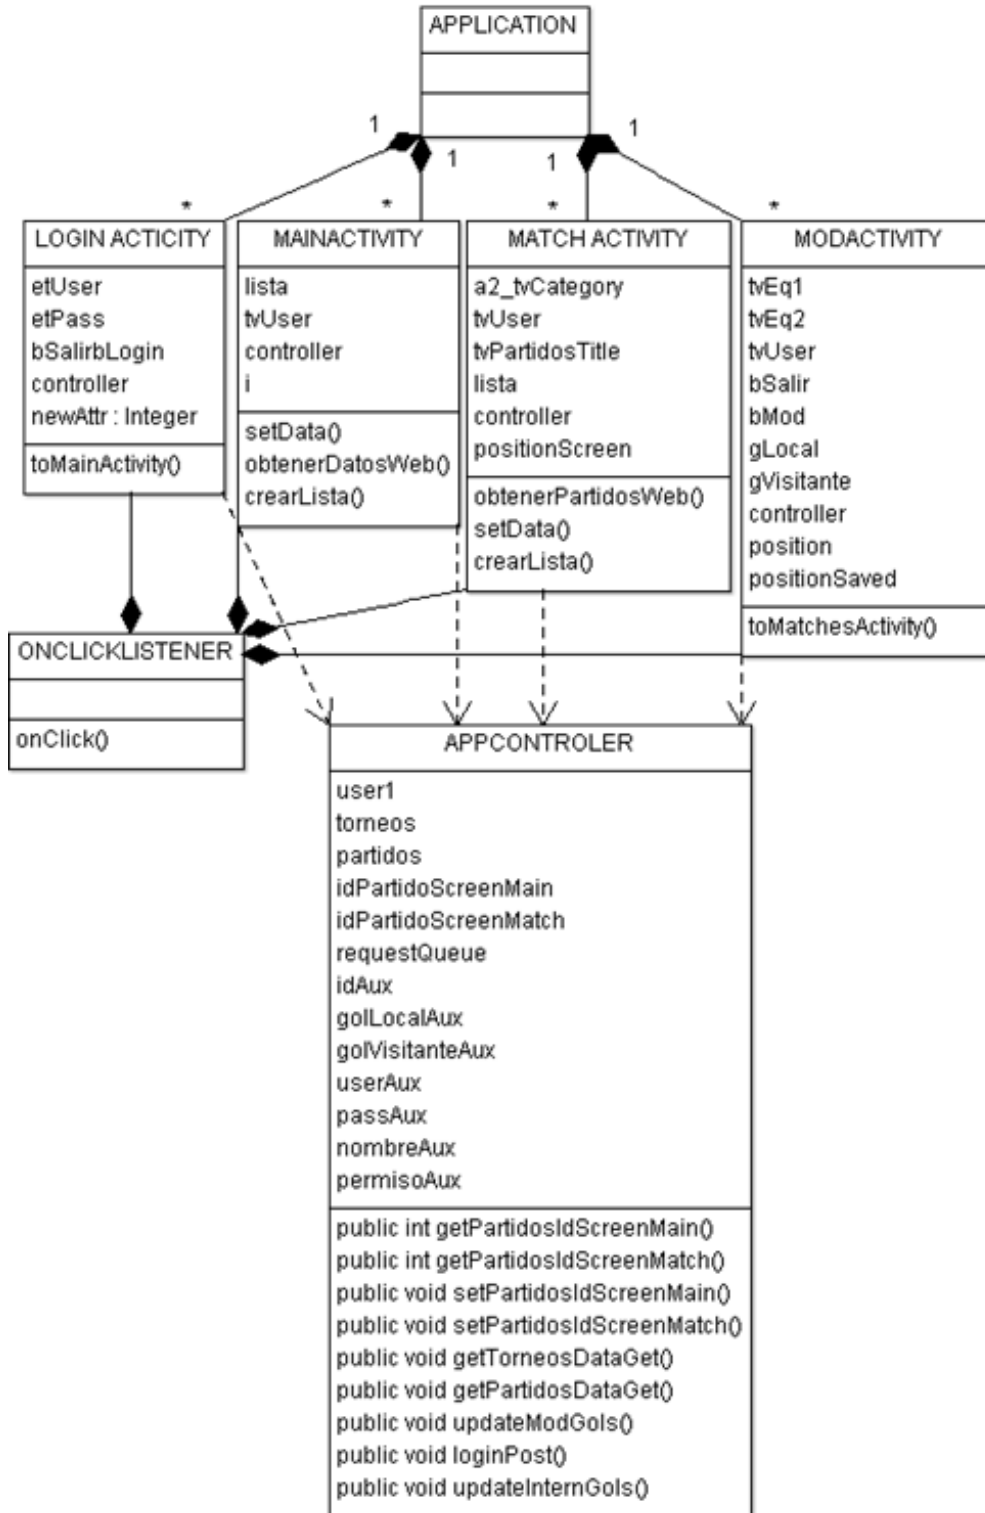 APPLICATION
1
1
1
1
*
*
*
*
LOGIN ACTICITY
etUser
etPass
bSalirbLogin
controller
newAttr : Integer
toMainActivity()
MAINACTIVITY
lista
tvUser
controller
i
setData()
obtenerDatosWeb()
crearLista()
MATCH ACTIVITY
a2_tvCategory
tvUser
tvPartidosTitle
lista
controller
positionScreen
obtenerPartidosWeb()
setData()
crearLista()
MODACTIVITY
tvEq1
tvEq2
tvUser
bSalir
bMod
gLocal
gVisitante
controller
position
positionSaved
toMatchesActivity()
ONCLICKLISTENER
onClick()
APPCONTROLER
user1
torneos
partidos
idPartidoScreenMain
idPartidoScreenMatch
requestQueue
idAux
golLocalAux
golVisitanteAux
userAux
passAux
nombreAux
permisoAux
public int getPartidosIdScreenMain()
public int getPartidosIdScreenMatch()
public void setPartidosIdScreenMain()
public void setPartidosIdScreenMatch()
public void getTorneosDataGet()
public void getPartidosDataGet()
public void updateModGols()
public void loginPost()
public void updateInternGols()